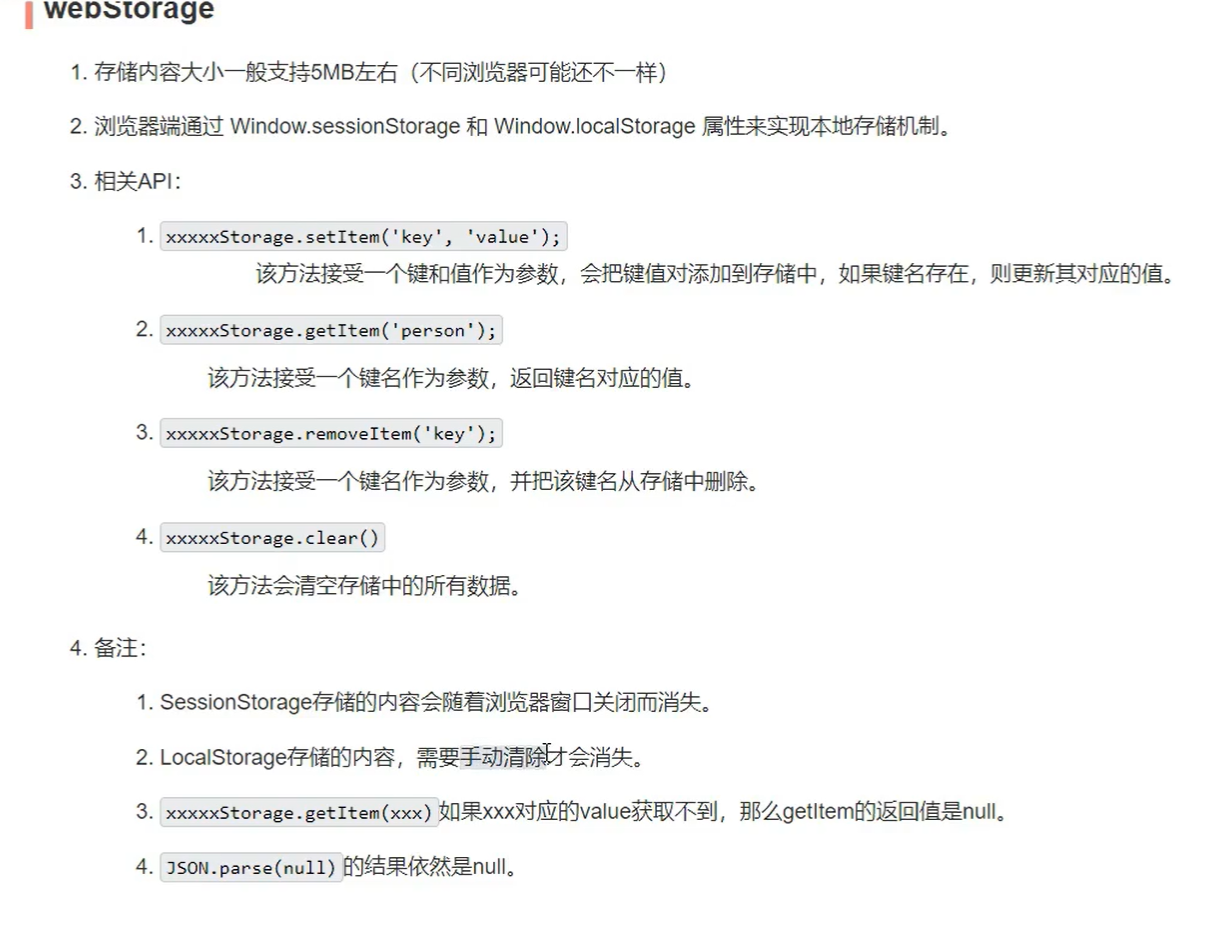 webStorage
1. 存储内容大小一般支持5MB左右（不同浏览器可能还不一样）
2. 浏览器端通过 Window.sessionStorage 和 Window.localStorage 属性来实现本地存储机制。
3. 相关API：
1. xxxxxStorage.setItem('key', 'value');
该方法接受一个键和值作为参数，会把键值对添加到存储中，如果键名存在，则更新其对应的值。
2. xxxxxStorage.getItem('person');
该方法接受一个键名作为参数，返回键名对应的值。
3. xxxxxStorage.removeItem('key');
该方法接受一个键名作为参数，并把该键名从存储中删除。
4. xxxxxStorage.clear()
该方法会清空存储中的所有数据。
4. 备注：
1. SessionStorage存储的内容会随着浏览器窗口关闭而消失。
2. LocalStorage存储的内容，需要手动清除才会消失。
3. xxxxxStorage.getItem(xxx)如果xxx对应的value获取不到，那么getItem的返回值是null。
4. JSON.parse(null)的结果依然是null。